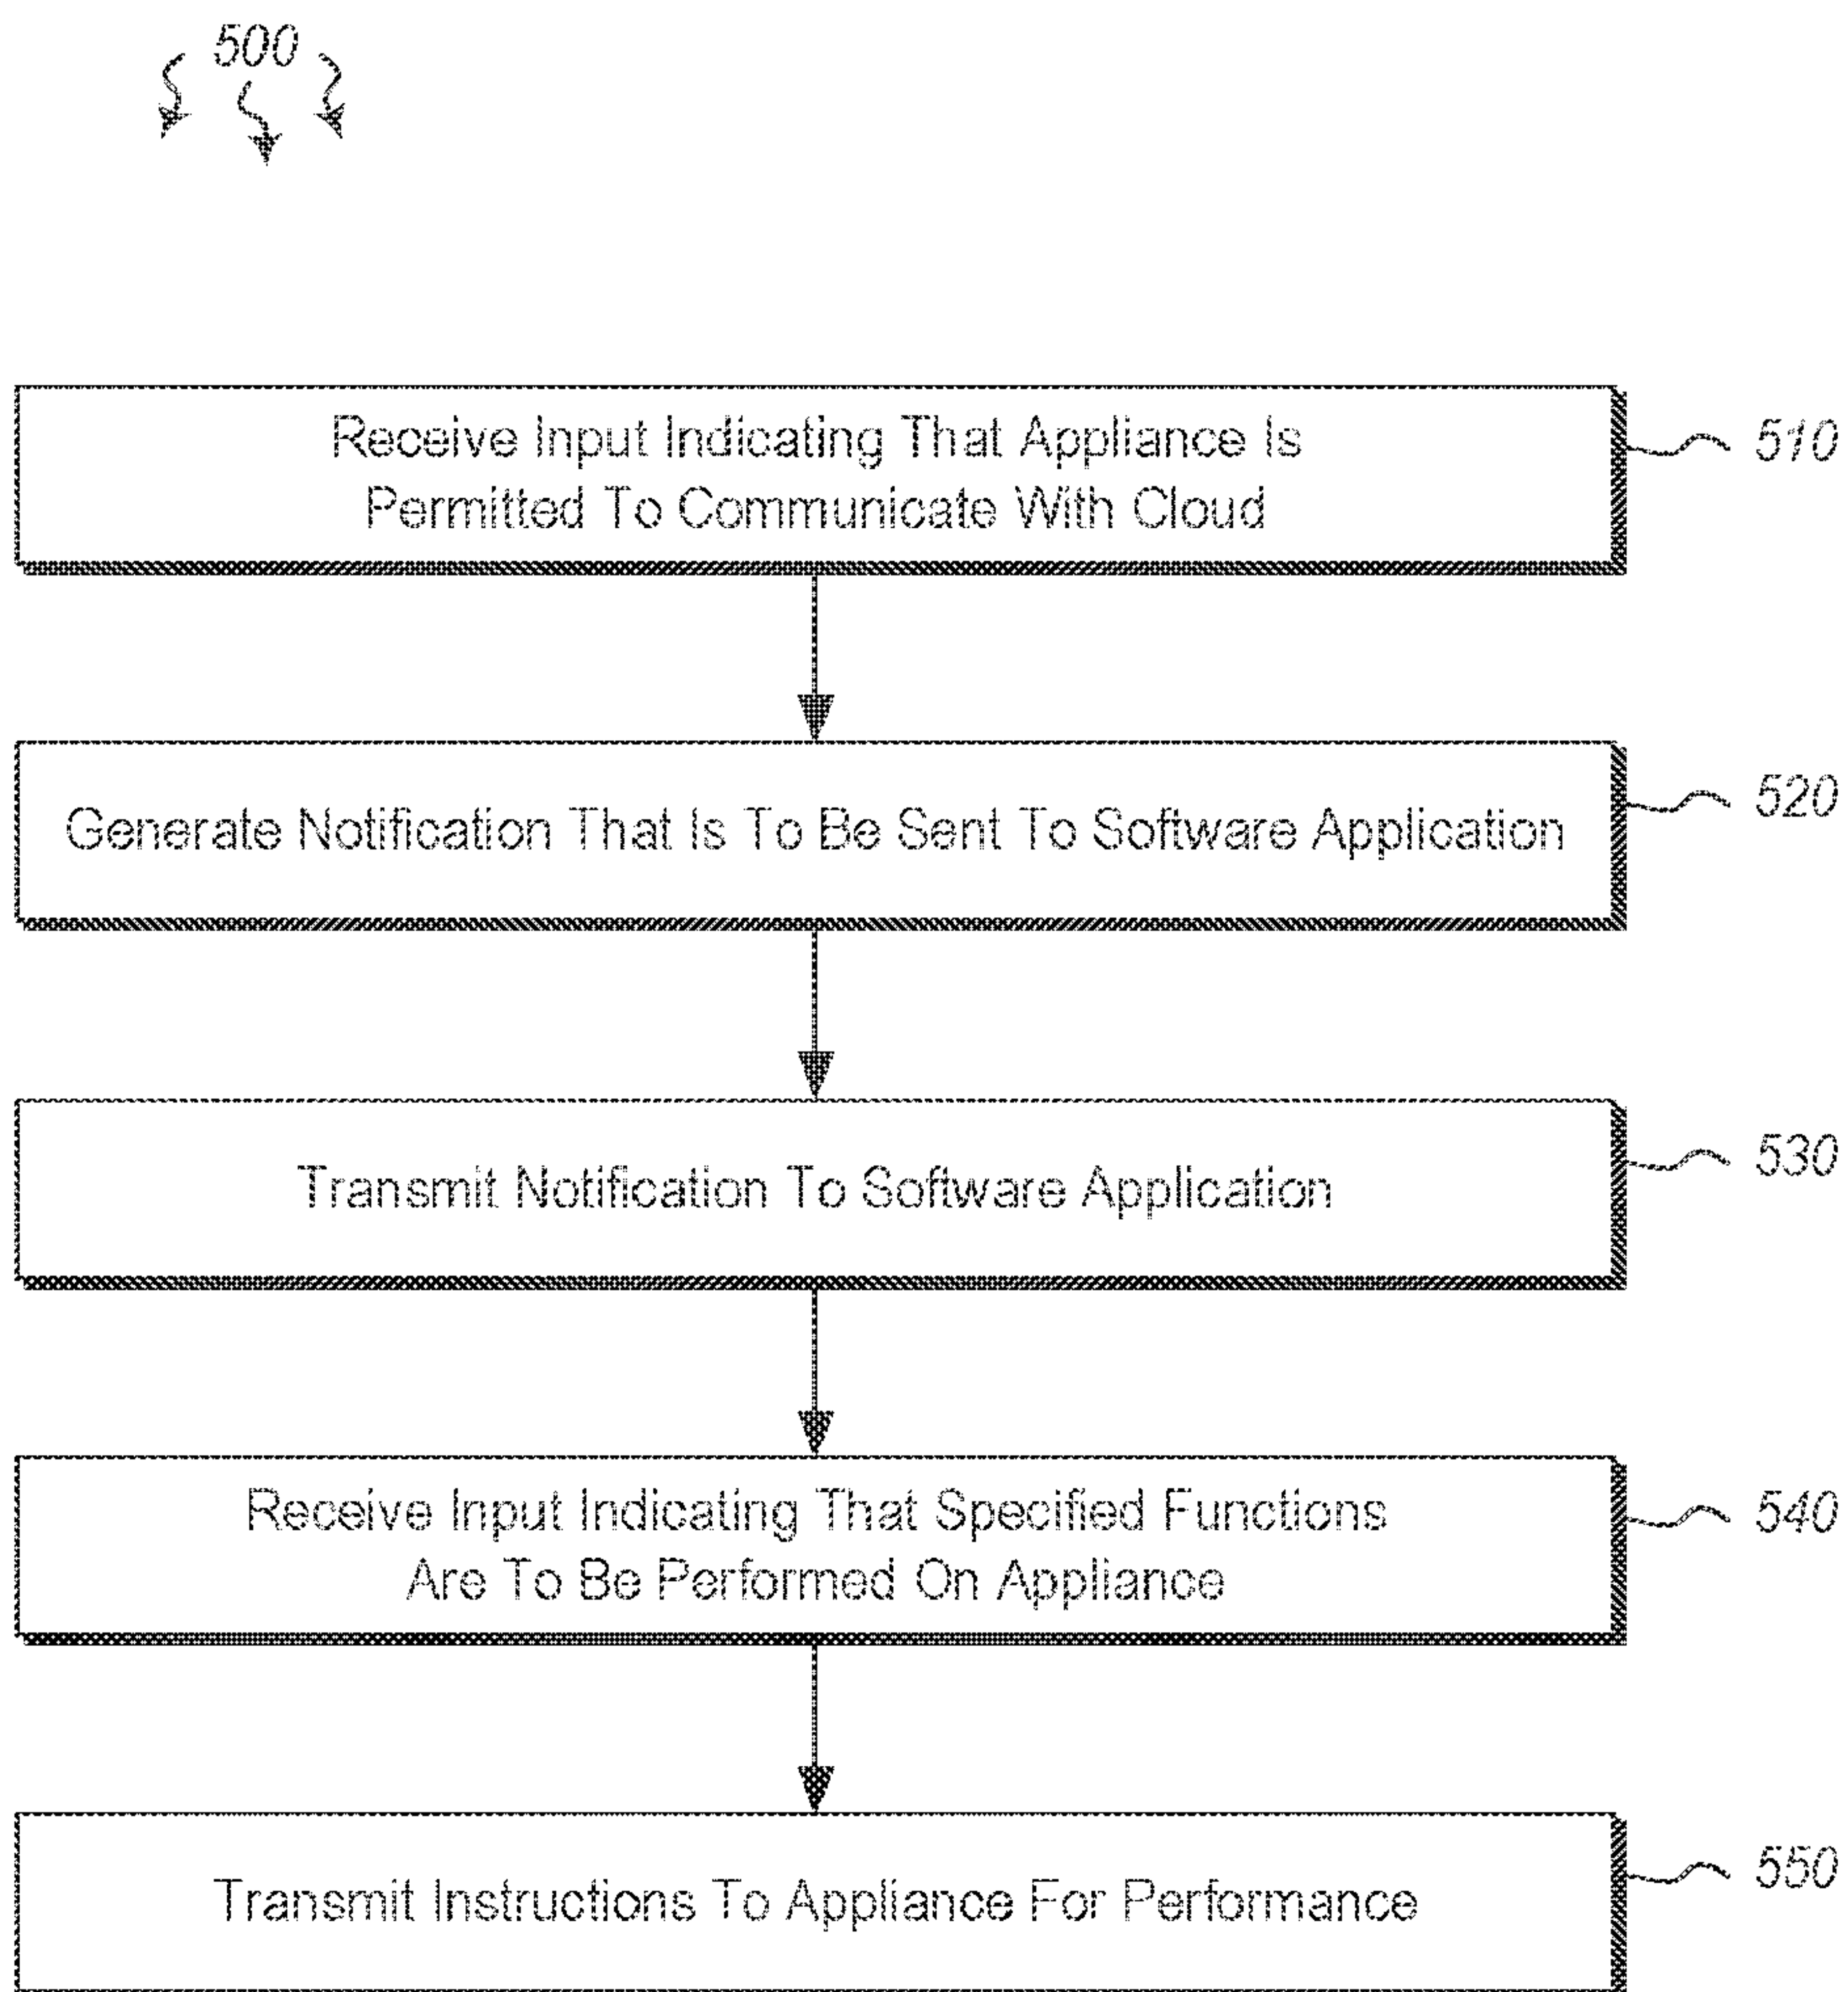 500
Receive Input Indicating That Appliance Is
Permitted To Communicate With Cloud
510
Generate Notification That Is To Be Sent To Software Application
520
Transmit Notification To Software Application
530
Receive Input Indicating That Specified Functions
Are To Be Performed On Appliance
540
Transmit Instructions To Appliance For Performance
550